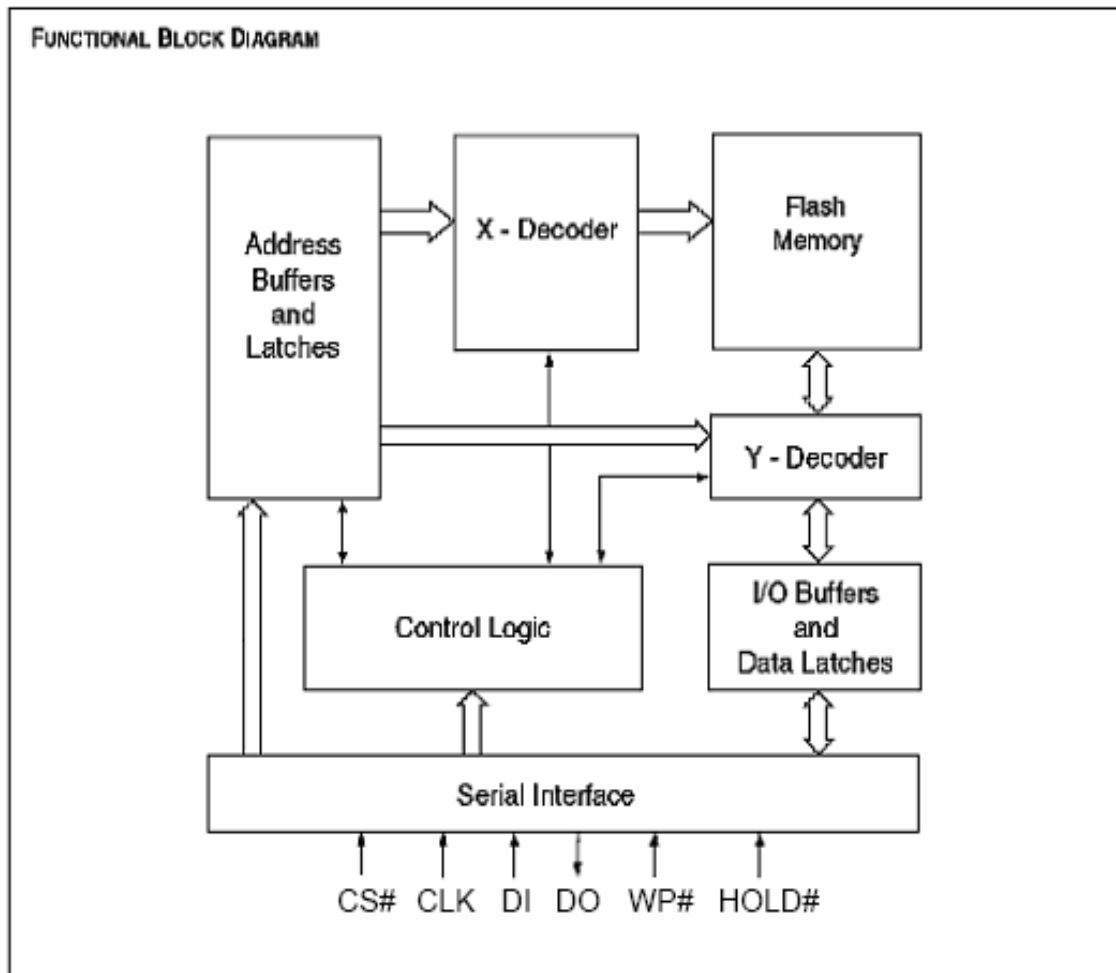 FUNCTIONAL BLOCK DIAGRAM
Address
Buffers
and
Latches
X - Decoder
Flash
Memory
Y - Decoder
Control Logic
I/O Buffers
and
Data Latches
Serial Interface
CS# CLK DI DO WP# HOLD#